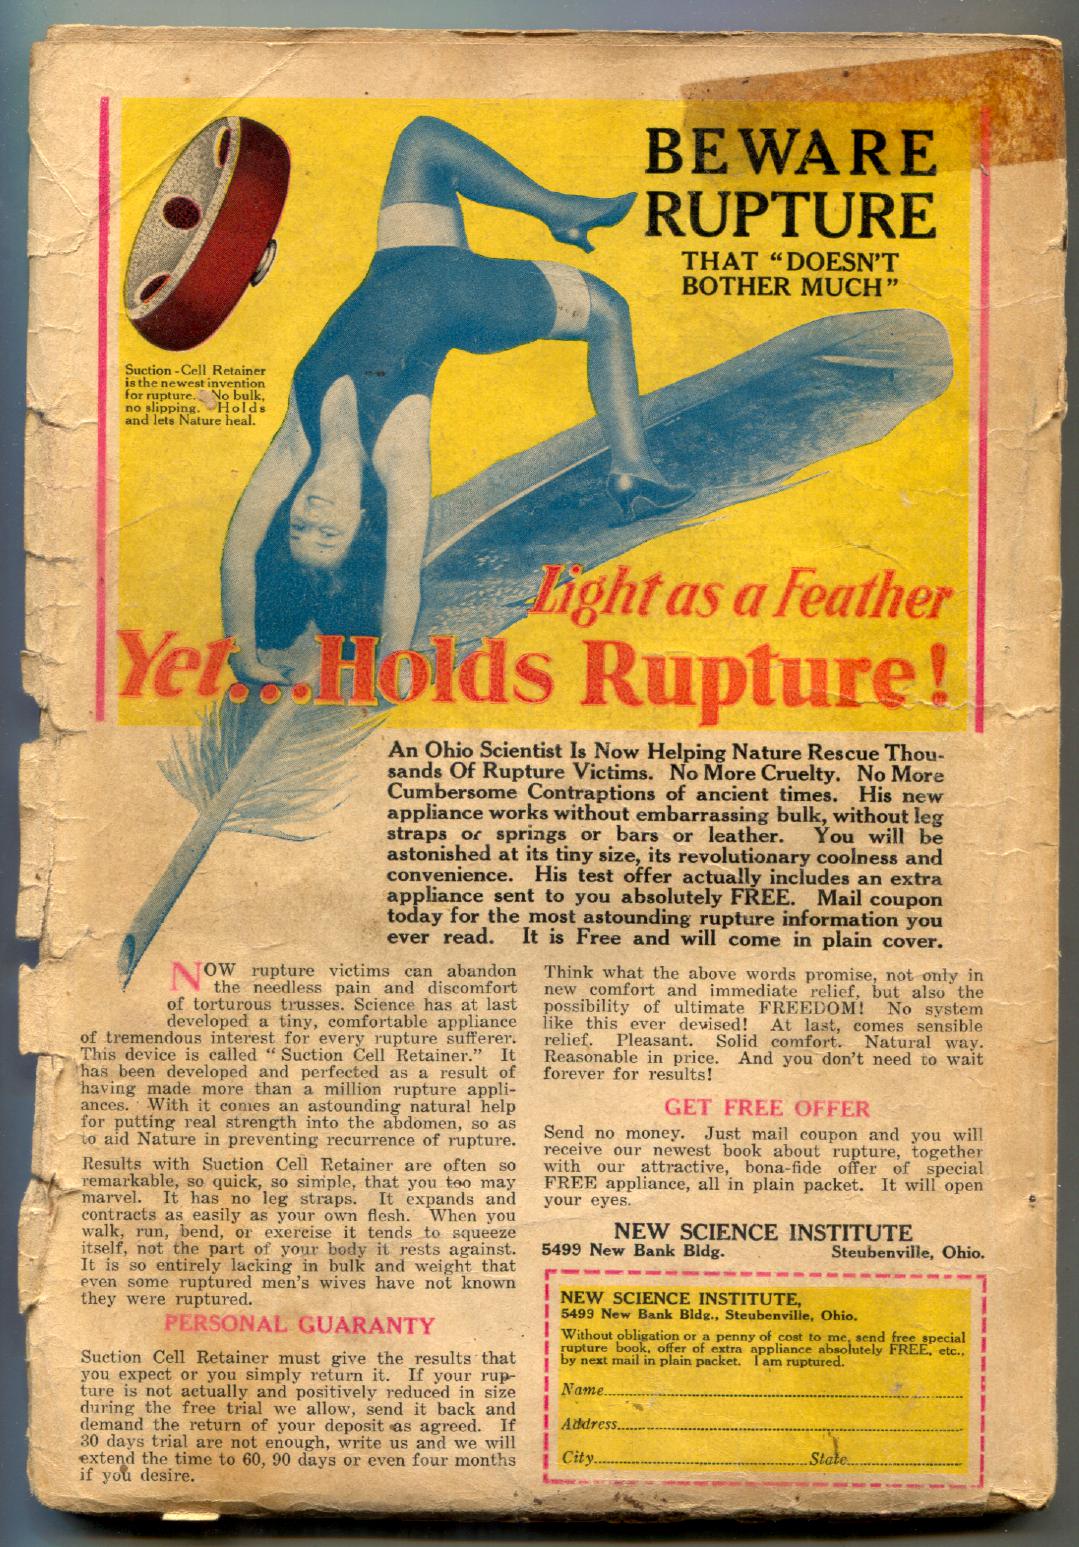 BEWARE
RUPTURE
THAT “DOESN'T
BOTHER MUCH”
Suction-Cell Retainer
is the newest invention
for rupture. No bulk,
no slipping. Holds
and lets Nature heal.
Light as a Feather
Yet...Holds Rupture!
An Ohio Scientist Is Now Helping Nature Rescue Thou-
sands Of Rupture Victims. No More Cruelty. No More
Cumbersome Contraptions of ancient times. His new
appliance works without embarrassing bulk, without leg
straps or springs or bars or leather. You will be
astonished at its tiny size, its revolutionary coolness and
convenience. His test offer actually includes an extra
appliance sent to you absolutely FREE. Mail coupon
today for the most astounding rupture information you
ever read. It is Free and will come in plain cover.
NOW rupture victims can abandon
the needless pain and discomfort
of torturous trusses. Science has at last
developed a tiny, comfortable appliance
of tremendous interest for every rupture sufferer.
This device is called “Suction Cell Retainer.” It
has been developed and perfected as a result of
having made more than a million rupture appli-
ances. With it comes an astounding natural help
for putting real strength into the abdomen, so as
to aid Nature in preventing recurrence of rupture.
Results with Suction Cell Retainer are often so
remarkable, so quick, so simple, that you too may
marvel. It has no leg straps. It expands and
contracts as easily as your own flesh. When you
walk, run, bend, or exercise it tends to squeeze
itself, not the part of your body it rests against.
It is so entirely lacking in bulk and weight that
even some ruptured men's wives have not known
they were ruptured.
PERSONAL GUARANTY
Suction Cell Retainer must give the results that
you expect or you simply return it. If your rup-
ture is not actually and positively reduced in size
during the free trial we allow, send it back and
demand the return of your deposit as agreed. If
30 days trial are not enough, write us and we will
extend the time to 60, 90 days or even four months
if you desire.
Think what the above words promise, not only in
new comfort and immediate relief, but also the
possibility of ultimate FREEDOM! No system
like this ever devised! At last, comes sensible
relief. Pleasant. Solid comfort. Natural way.
Reasonable in price. And you don't need to wait
forever for results!
GET FREE OFFER
Send no money. Just mail coupon and you will
receive our newest book about rupture, together
with our attractive, bona-fide offer of special
FREE appliance, all in plain packet. It will open
your eyes.
NEW SCIENCE INSTITUTE
5499 New Bank Bldg. Steubenville, Ohio.
NEW SCIENCE INSTITUTE,
5499 New Bank Bldg., Steubenville, Ohio.
Without obligation or a penny of cost to me, send free special
rupture book, offer of extra appliance absolutely FREE, etc.,
by next mail in plain packet. I am ruptured.
Name
Address
City State